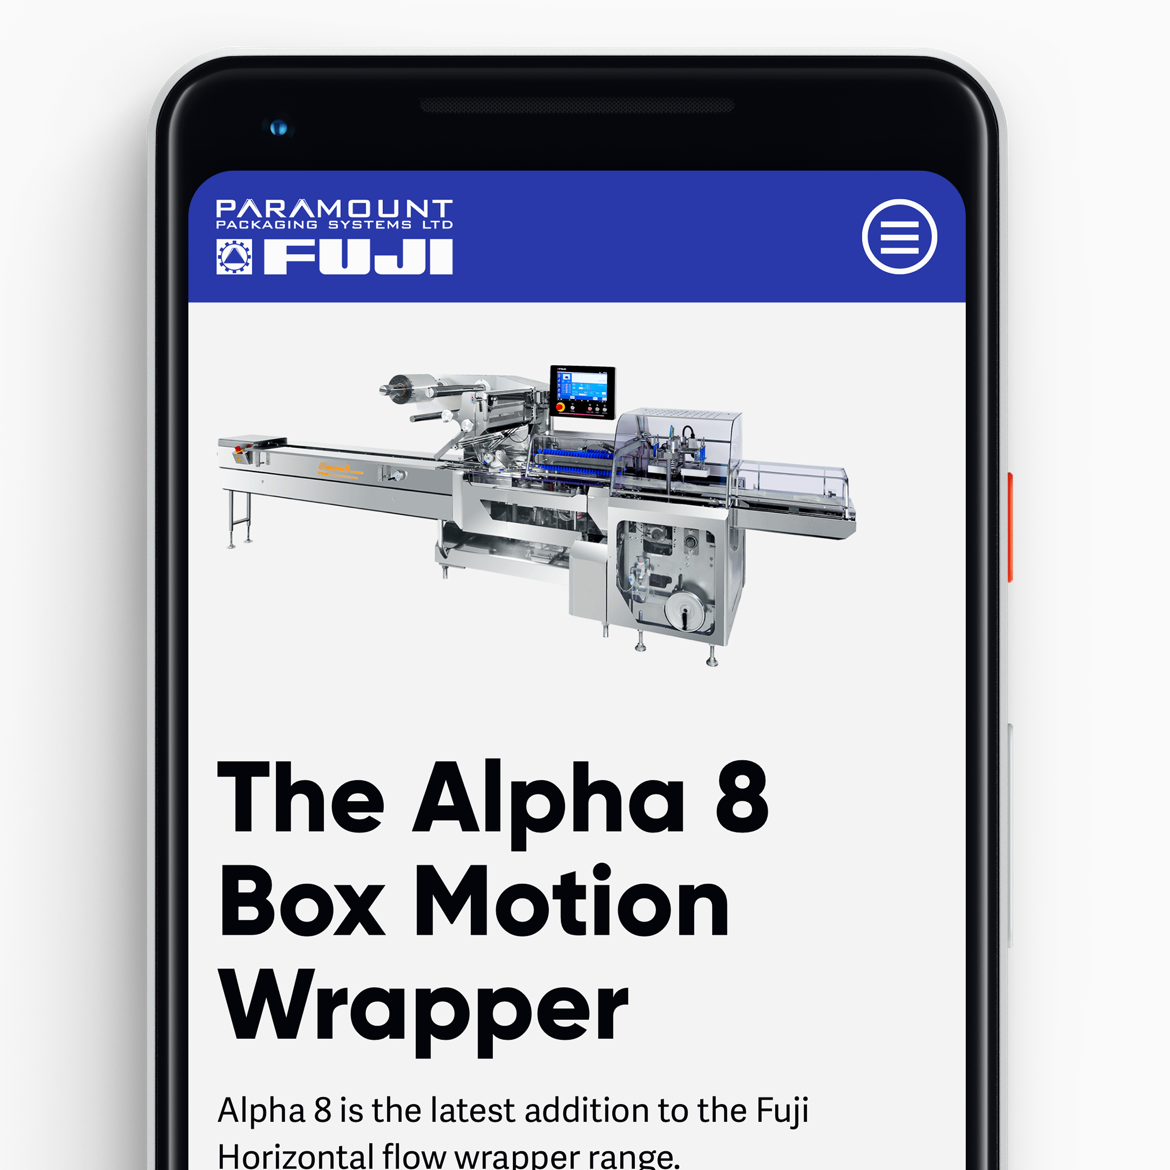 PARAMOUNT
PACKAGING SYSTEMS LTD
FUJI
The Alpha 8
Box Motion
Wrapper
Alpha 8 is the latest addition to the Fuji
Horizontal flow wrapper range.